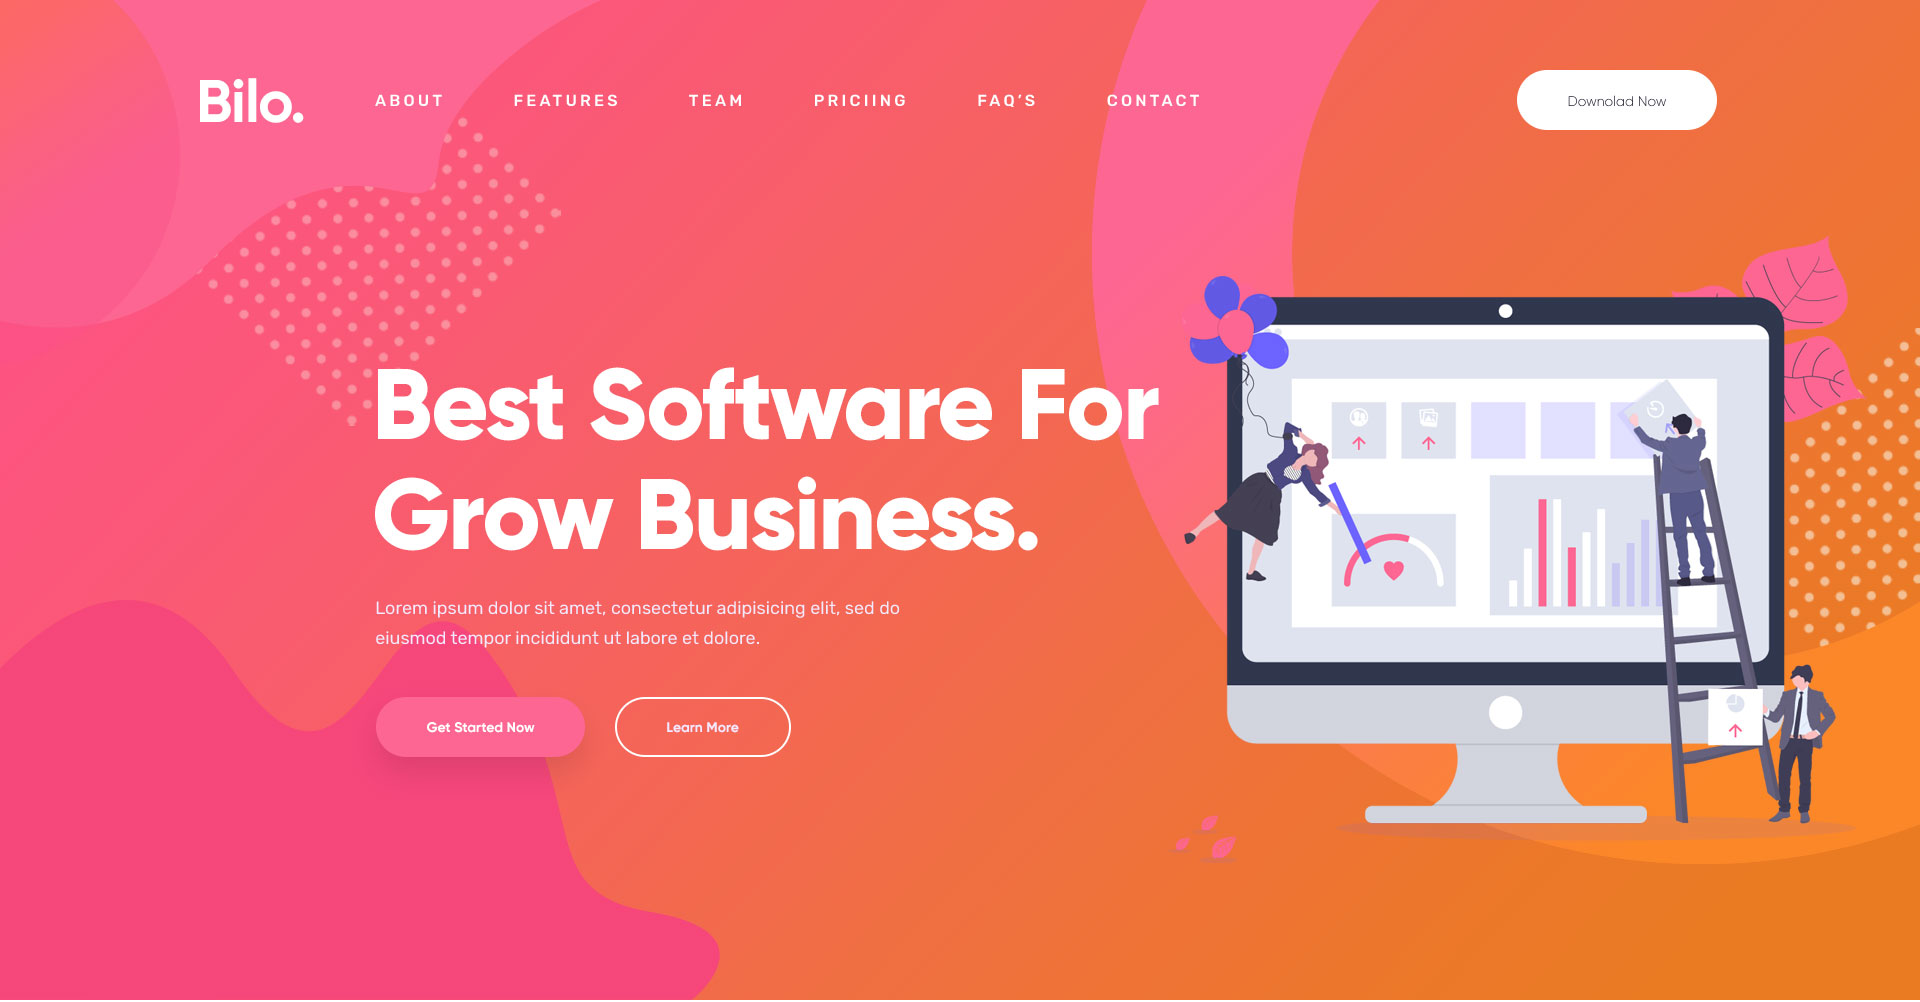 Bilo.
ABOUT
FEATURES
TEAM
PRICIING
FAQ'S
CONTACT
Downolad Now
Best Software For
Grow Business.
Lorem ipsum dolor sit amet, consectetur adipisicing elit, sed do
eiusmod tempor incididunt ut labore et dolore.
Get Started Now
Learn More